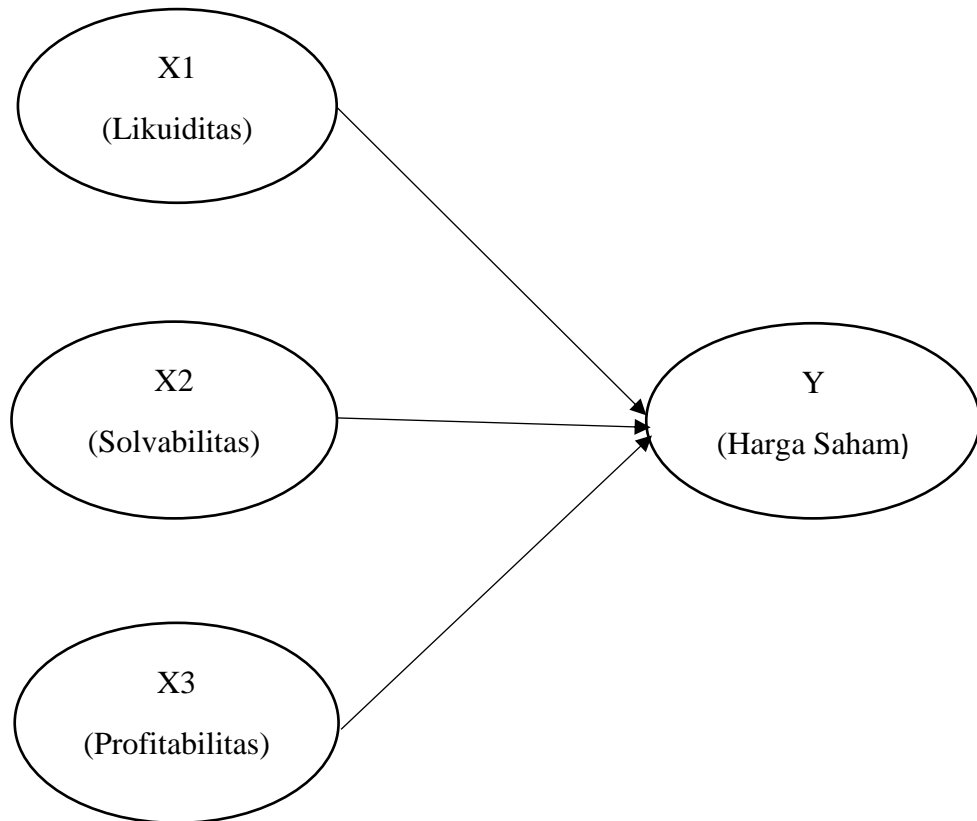 X1
(Likuiditas)
X2
(Solvabilitas)
Y
(Harga Saham)
X3
(Profitabilitas)